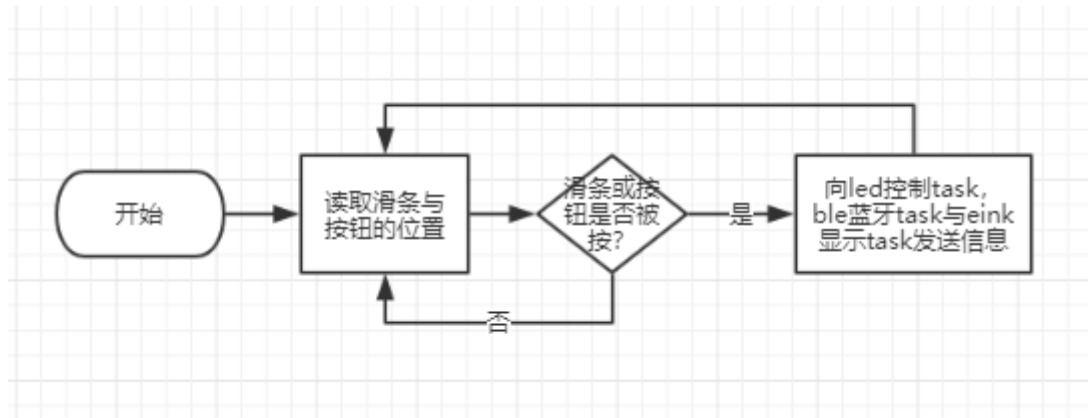 开始
读取滑条与
按钮的位置
滑条或按
钮是否被
按?
是
向led控制task，
ble蓝牙task与eink
显示task发送信息
否